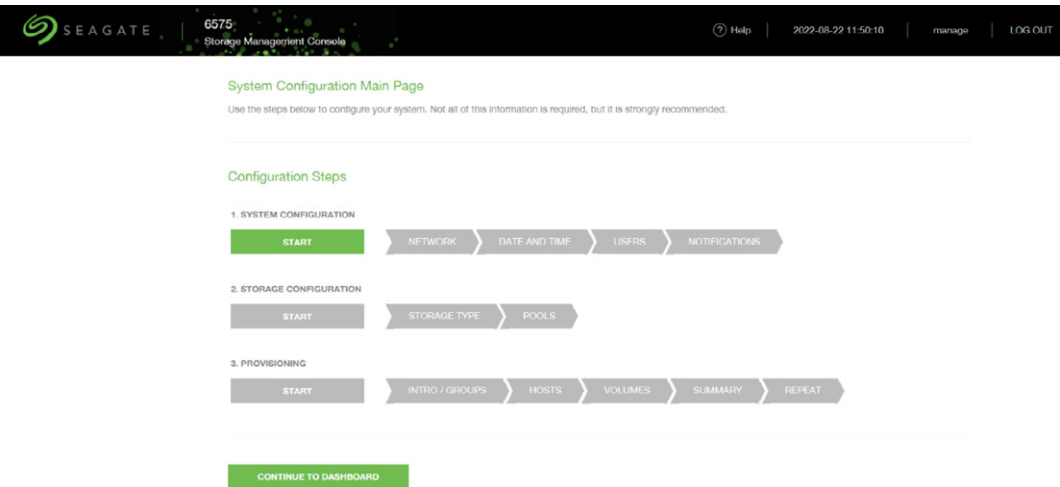 SEAGATE
6575
Storage Management Console
Help
2022-08-22 11:50:10
manage
LOG OUT
System Configuration Main Page
Use the steps below to configure your system. Not all of this information is required, but it is strongly recommended.
Configuration Steps
1. SYSTEM CONFIGURATION
START NETWORK DATE AND TIME USERS NOTIFICATIONS
2. STORAGE CONFIGURATION
START STORAGE TYPE POOLS
3. PROVISIONING
START INTRO / GROUPS HOSTS VOLUMES SUMMARY REPEAT
CONTINUE TO DASHBOARD